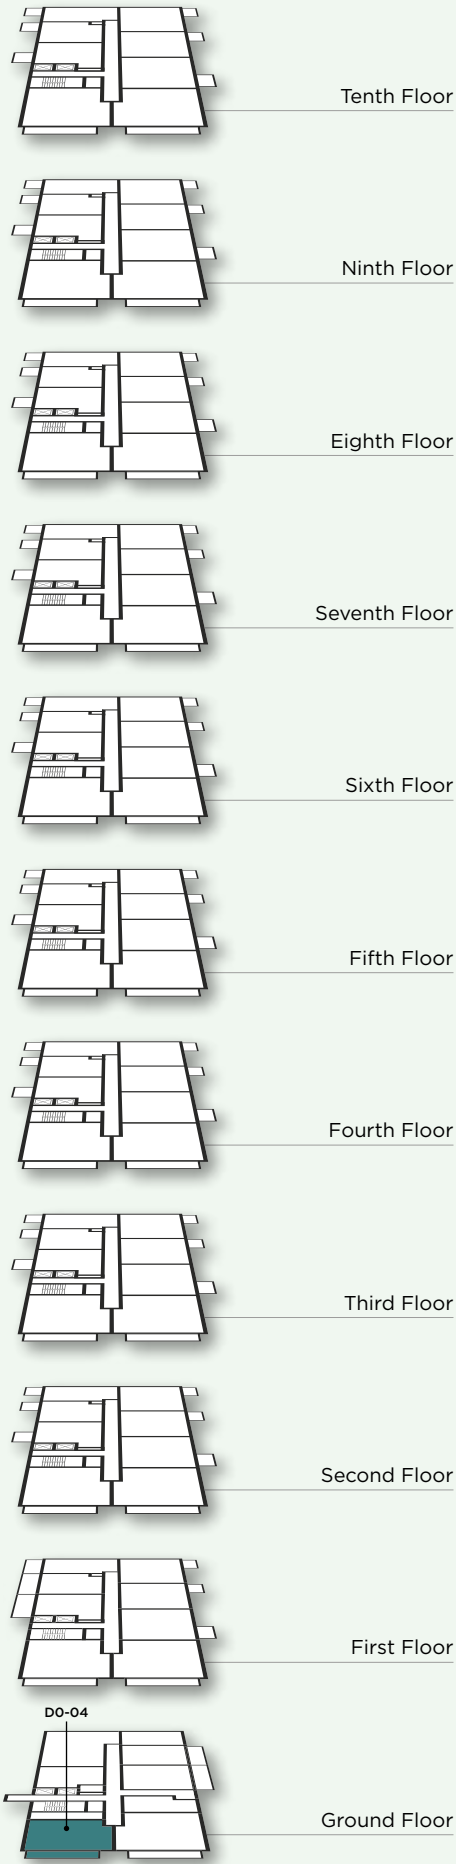 Tenth Floor
Ninth Floor
Eighth Floor
Seventh Floor
Sixth Floor
Fifth Floor
Fourth Floor
Third Floor
Second Floor
First Floor
D0-04
Ground Floor